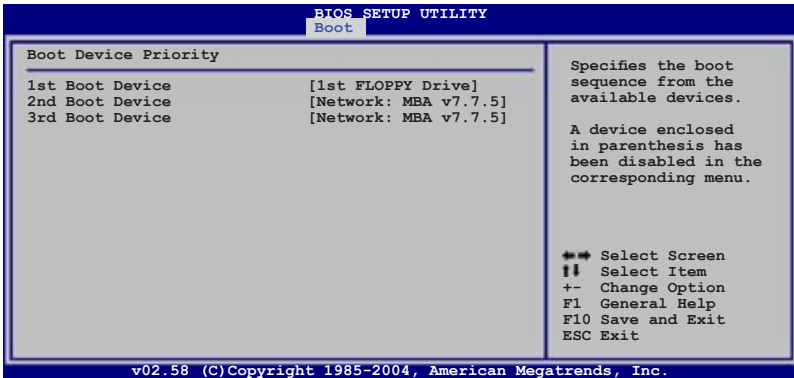 BIOS SETUP UTILITY
Boot
Boot Device Priority
1st Boot Device [1st FLOPPY Drive]
2nd Boot Device [Network: MBA v7.7.5]
3rd Boot Device [Network: MBA v7.7.5]
Specifies the boot
sequence from the
available devices.
A device enclosed
in parenthesis has
been disabled in the
corresponding menu.
←→ Select Screen
↑↓ Select Item
+- Change Option
F1 General Help
F10 Save and Exit
ESC Exit
v02.58 (C)Copyright 1985-2004, American Megatrends, Inc.